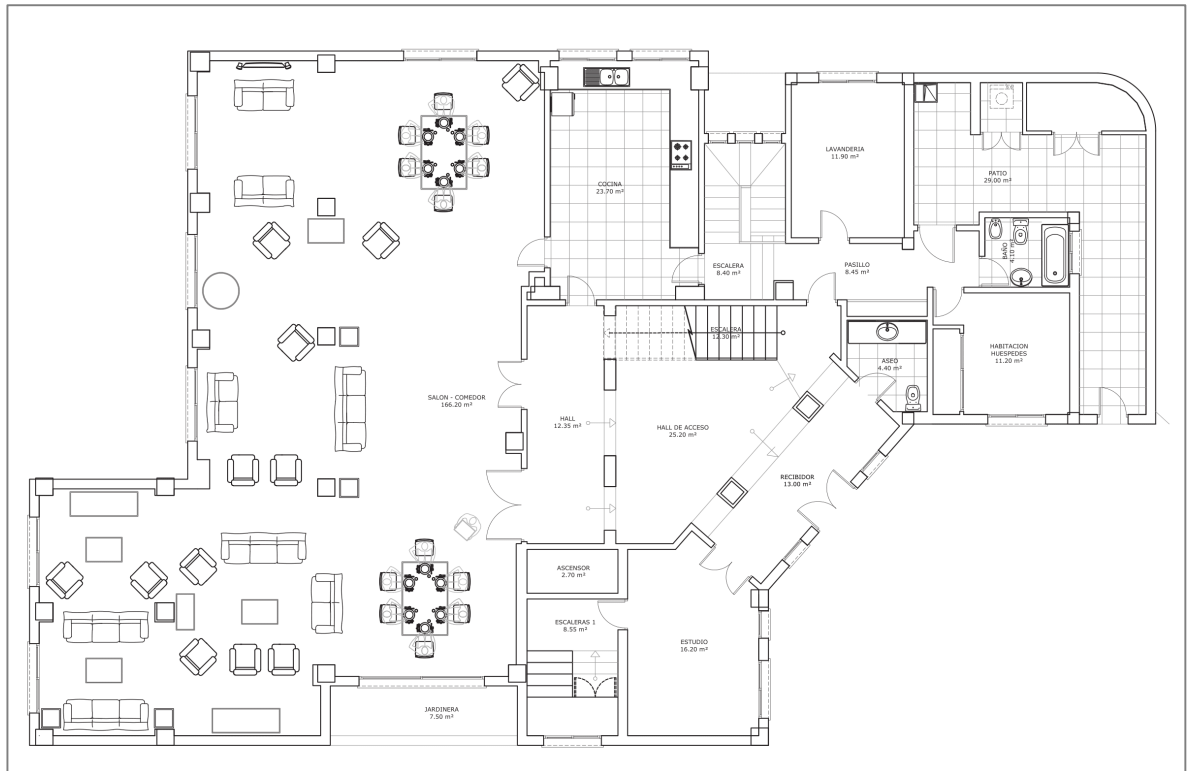 LAVANDERIA
11.90 m²
COCINA
23.70 m²
PATIO
29.00 m²
BAÑO
4.10 m²
ESCALERA
8.40 m²
PASILLO
8.45 m²
ESCALERA
12.30 m²
HABITACION
HUESPEDES
11.20 m²
ASEO
4.40 m²
SALON - COMEDOR
166.20 m²
HALL
12.35 m²
HALL DE ACCESO
25.20 m²
RECIBIDOR
13.00 m²
ASCENSOR
2.70 m²
ESCALERAS 1
8.55 m²
ESTUDIO
16.20 m²
JARDINERA
7.50 m²